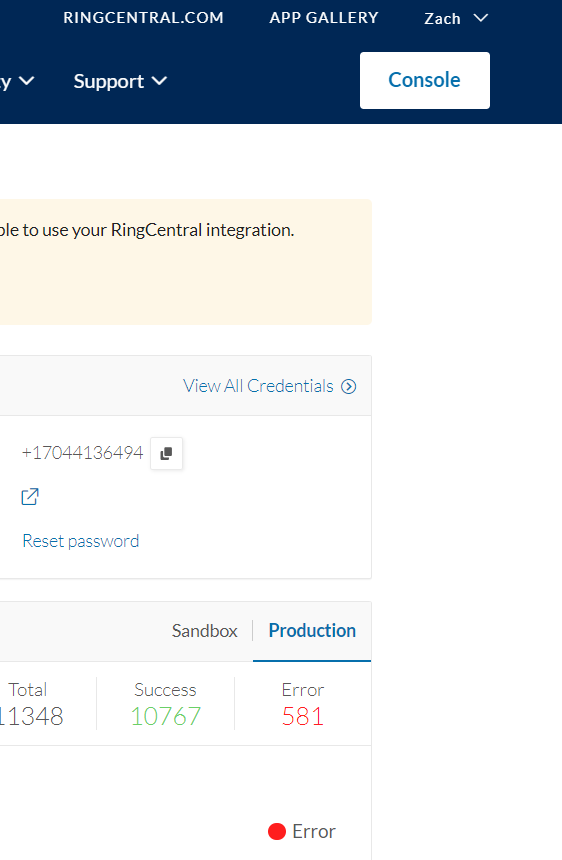 RINGCENTRAL.COM APP GALLERY Zach
Support Console
to use your RingCentral integration.
View All Credentials
+17044136494
Reset password
Sandbox Production
Total Success Error
11348 10767 581
Error